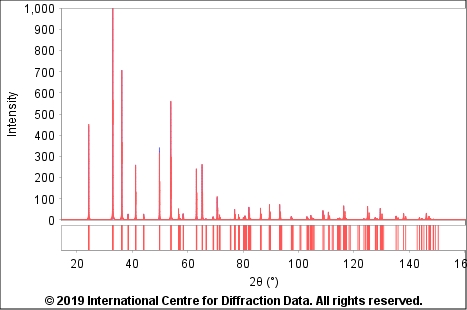 1,000
900
800
700
600
500
400
300
200
100
0
Intensity
20 40 60 80 100 120 140 16
2θ (°)
© 2019 International Centre for Diffraction Data. All rights reserved.